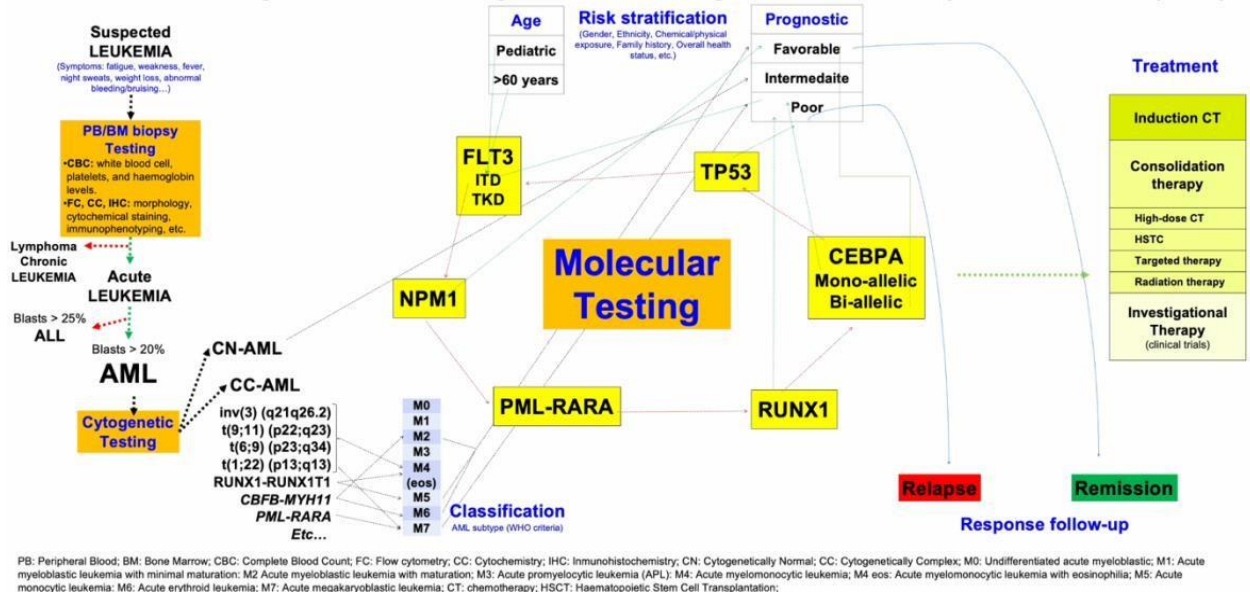 Suspected
LEUKEMIA
(Symptoms: fatigue, weakness, fever,
night sweats, weight loss, abnormal
bleeding/bruising…)
PB/BM biopsy
Testing
•CBC: white blood cell,
platelets, and haemoglobin
levels.
•FC, CC, IHC: morphology,
cytochemical staining,
immunophenotyping, etc.
Lymphoma
Chronic
LEUKEMIA
Acute
LEUKEMIA
Blasts > 25%
ALL
Blasts > 20%
AML
Cytogenetic
Testing
CN-AML
CC-AML
inv(3) (q21q26.2)
t(9;11) (p22;q23)
t(6;9) (p23;q34)
t(1;22) (p13;q13)
RUNX1-RUNX1T1
CBFB-MYH11
PML-RARA
Etc…
M0
M1
M2
M3
M4
(eos)
M5
M6
M7
Classification
AML subtype (WHO criteria)
Age
Pediatric
>60 years
Risk stratification
(Gender, Ethnicity, Chemical/physical
exposure, Family history, Overall health
status, etc.)
Prognostic
Favorable
Intermedaite
Poor
FLT3
ITD
TKD
TP53
NPM1
Molecular
Testing
CEBPA
Mono-allelic
Bi-allelic
PML-RARA
RUNX1
Treatment
Induction CT
Consolidation
therapy
High-dose CT
HSTC
Targeted therapy
Radiation therapy
Investigational
Therapy
(clinical trials)
Relapse
Remission
Response follow-up
PB: Peripheral Blood; BM: Bone Marrow; CBC: Complete Blood Count; FC: Flow cytometry; CC: Cytochemistry; IHC: Inmunohistochemistry; CN: Cytogenetically Normal; CC: Cytogenetically Complex; M0: Undifferentiated acute myeloblastic; M1: Acute
myeloblastic leukemia with minimal maturation: M2 Acute myeloblastic leukemia with maturation; M3: Acute promyelocytic leukemia (APL): M4: Acute myelomonocytic leukemia; M4 eos: Acute myelomonocytic leukemia with eosinophilia; M5: Acute
monocytic leukemia: M6: Acute erythroid leukemia; M7: Acute megakaryoblastic leukemia; CT: chemotherapy; HSCT: Haematopoietic Stem Cell Transplantation;